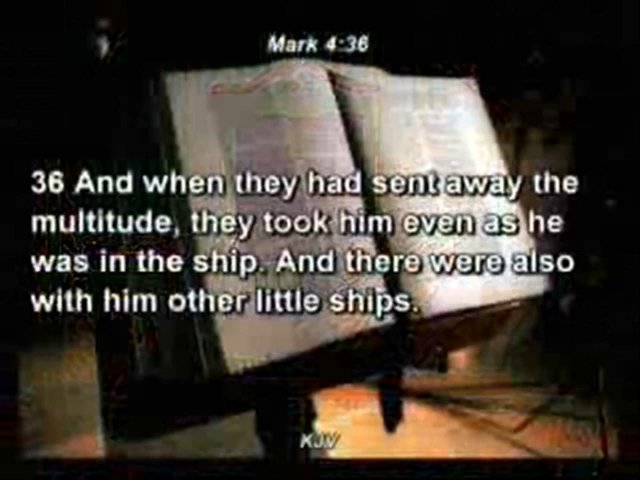 Mark 4:36
36 And when they had sent away the
multitude, they took him even as he
was in the ship. And there were also
with him other little ships.
KJV